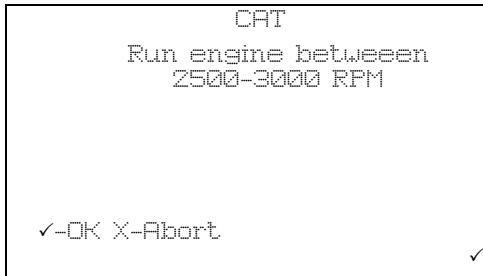 CAT
Run engine betweeen
2500-3000 RPM
✓-OK X-Abort
✓